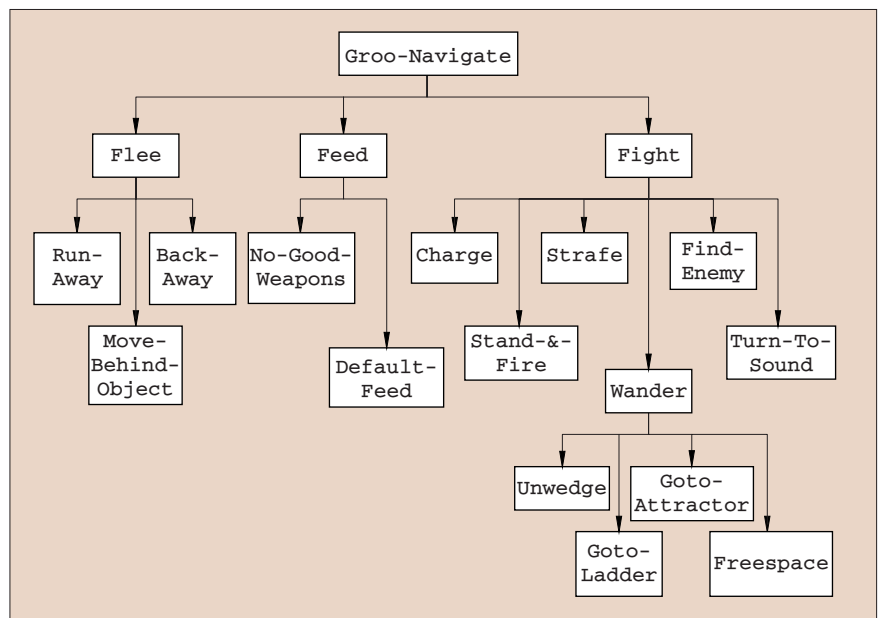 Groo-Navigate
Flee
Feed
Fight
Run-
Away
Back-
Away
No-Good-
Weapons
Charge
Strafe
Find-
Enemy
Move-
Behind-
Object
Default-
Feed
Stand-&-
Fire
Wander
Turn-To-
Sound
Unwedge
Goto-
Attractor
Goto-
Ladder
Freespace